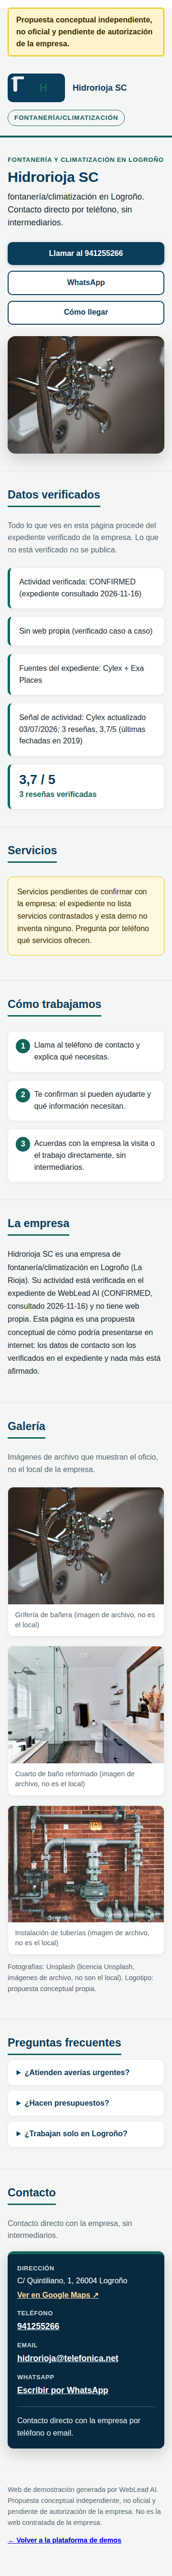 Propuesta conceptual independiente,
no oficial y pendiente de autorización
de la empresa.
H
Hidrorioja SC
FONTANERÍA/CLIMATIZACIÓN
FONTANERÍA Y CLIMATIZACIÓN EN LOGROÑO
Hidrorioja SC
fontanería/climatización en Logroño.
Contacto directo por teléfono, sin
intermediarios.
Llamar al 941255266
WhatsApp
Cómo llegar
Datos verificados
Todo lo que ves en esta página procede del
expediente verificado de la empresa. Lo que
no está verificado no se publica.
Actividad verificada: CONFIRMED
(expediente consultado 2026-11-16)
Sin web propia (verificado caso a caso)
Fuentes del expediente: Cylex + Exa
Places
Señal de actividad: Cylex actualizado
03/07/2026; 3 reseñas, 3,7/5 (últimas
fechadas en 2019)
3,7 / 5
3 reseñas verificadas
Servicios
Servicios pendientes de confirmar con
la empresa: el expediente no lista
servicios contrastados y esta demo no
inventa ninguno. Pregunta por teléfono
qué servicios ofrecen.
Cómo trabajamos
1 Llama al teléfono de contacto y
explica qué necesitas.
2 Te confirman si pueden ayudarte y
qué información necesitan.
3 Acuerdas con la empresa la visita o
el trabajo directamente, sin
intermediarios.
La empresa
Hidrorioja SC es una empresa de
fontanería/climatización en Logroño (La
Rioja). Su actividad está verificada en el
expediente de WebLead AI (CONFIRMED,
consultado 2026-11-16) y no tiene web
propia. Esta página es una propuesta
conceptual de cómo podría presentarse en
internet: los datos de contacto son los
verificados en el expediente y nada más está
afirmado.
Galería
Imágenes de archivo que muestran el oficio,
no el local de la empresa.
Grifería de bañera (imagen de archivo, no es
el local)
Cuarto de baño reformado (imagen de
archivo, no es el local)
Instalación de tuberías (imagen de archivo,
no es el local)
Fotografías: Unsplash (licencia Unsplash,
imágenes de archivo, no son el local). Logotipo:
propuesta conceptual propia.
Preguntas frecuentes
▶ ¿Atienden averías urgentes?
▶ ¿Hacen presupuestos?
▶ ¿Trabajan solo en Logroño?
Contacto
Contacto directo con la empresa, sin
intermediarios.
DIRECCIÓN
C/ Quintiliano, 1, 26004 Logroño
Ver en Google Maps ↗
TELÉFONO
941255266
EMAIL
hidrorioja@telefonica.net
WHATSAPP
Escribir por WhatsApp
Contacto directo con la empresa por
teléfono o email.
Web de demostración generada por WebLead AI.
Propuesta conceptual independiente, no oficial y
pendiente de autorización de la empresa. No es la
web contratada de la empresa.
← Volver a la plataforma de demos